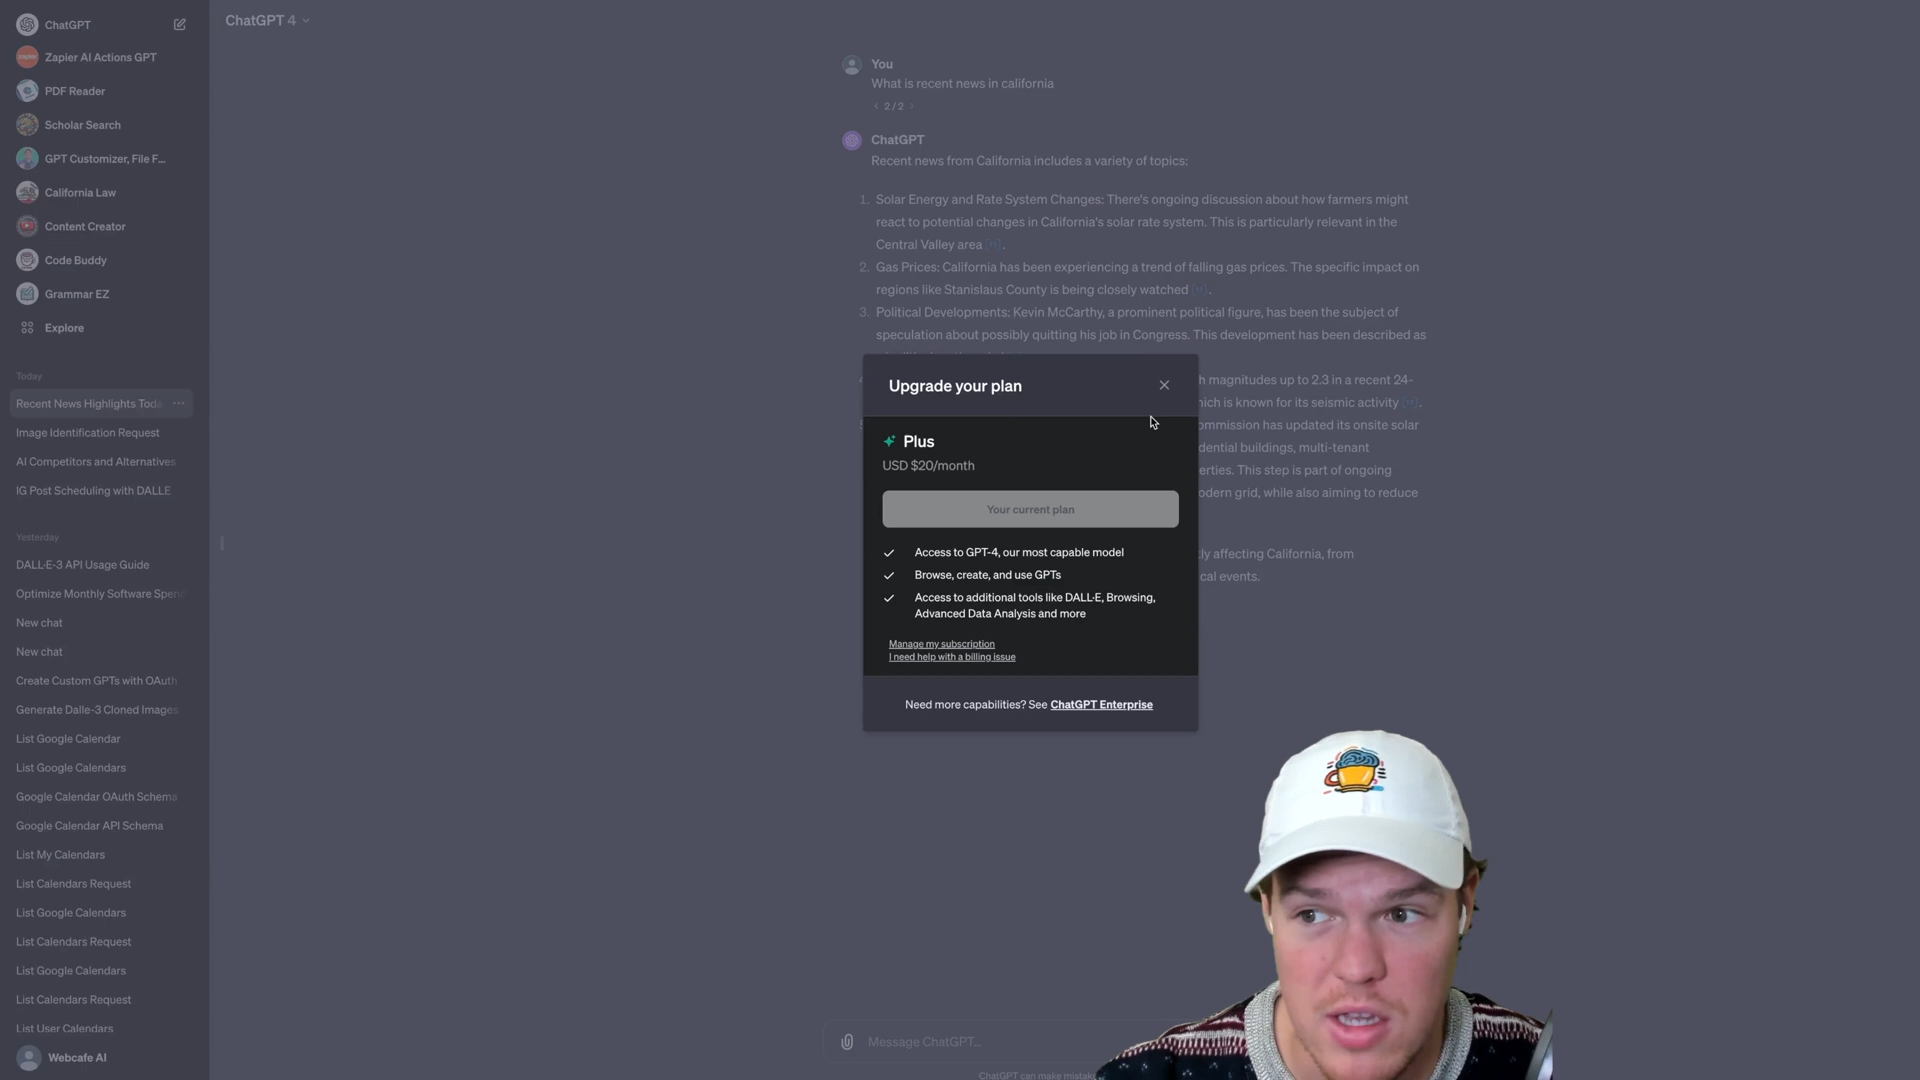 ChatGPT
Zapier AI Actions GPT
PDF Reader
Scholar Search
GPT Customizer, File F...
California Law
Content Creator
Code Buddy
Grammar EZ
Explore
Today
Recent News Highlights Toda
Image Identification Request
AI Competitors and Alternatives
IG Post Scheduling with DALLE
Yesterday
DALL·E-3 API Usage Guide
Optimize Monthly Software Spend
New chat
New chat
Create Custom GPTs with OAuth
Generate Dalle-3 Cloned Images
List Google Calendar
List Google Calendars
Google Calendar OAuth Schema
Google Calendar API Schema
List My Calendars
List Calendars Request
List Google Calendars
List Calendars Request
List Google Calendars
List Calendars Request
List User Calendars
Webcafe AI
ChatGPT 4
You
What is recent news in california
2 / 2
ChatGPT
Recent news from California includes a variety of topics:
1. Solar Energy and Rate System Changes: There's ongoing discussion about how farmers might
react to potential changes in California's solar rate system. This is particularly relevant in the
Central Valley area ["].
2. Gas Prices: California has been experiencing a trend of falling gas prices. The specific impact on
regions like Stanislaus County is being closely watched ["].
3. Political Developments: Kevin McCarthy, a prominent political figure, has been the subject of
speculation about possibly quitting his job in Congress. This development has been described as
h magnitudes up to 2.3 in a recent 24-
hich is known for its seismic activity ["].
ommission has updated its onsite solar
dential buildings, multi-tenant
erties. This step is part of ongoing
odern grid, while also aiming to reduce
ly affecting California, from
cal events.
Upgrade your plan
Plus
USD $20/month
Your current plan
Access to GPT-4, our most capable model
Browse, create, and use GPTs
Access to additional tools like DALL·E, Browsing,
Advanced Data Analysis and more
Manage my subscription
I need help with a billing issue
Need more capabilities? See ChatGPT Enterprise
Message ChatGPT...
ChatGPT can make mistake